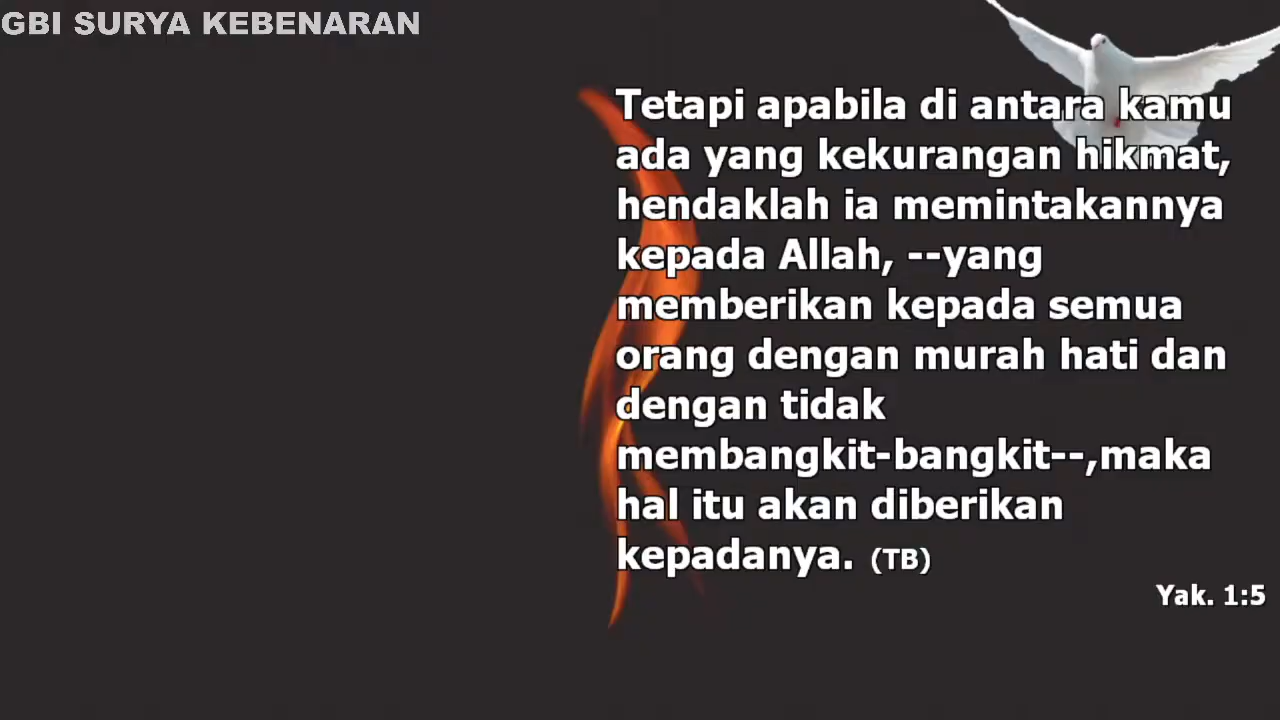 GBI SURYA KEBENARAN
Tetapi apabila di antara kamu
ada yang kekurangan hikmat,
hendaklah ia memintakannya
kepada Allah, --yang
memberikan kepada semua
orang dengan murah hati dan
dengan tidak
membangkit-bangkit--,maka
hal itu akan diberikan
kepadanya. (TB)
Yak. 1:5